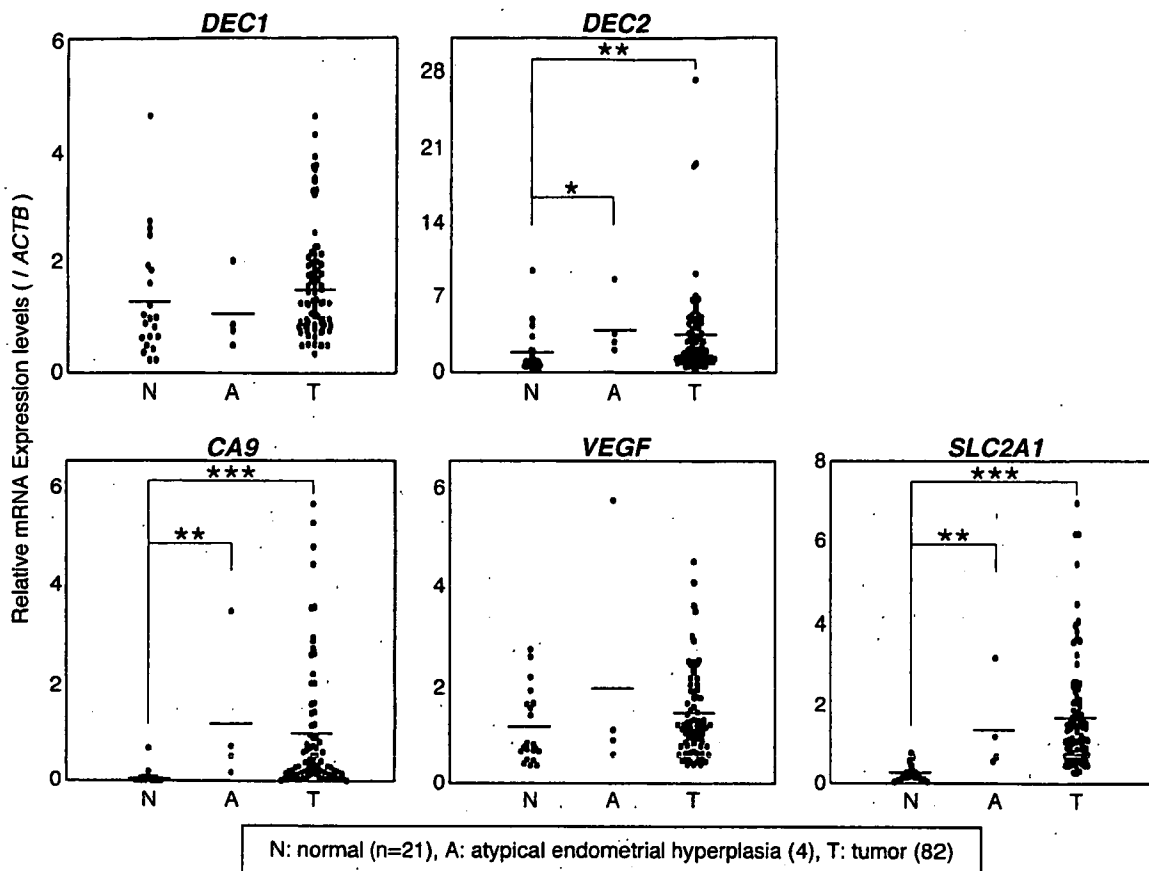 DEC1
DEC2
Relative mRNA Expression levels ( / ACTB )
6
4
2
0
N A T
**
*
28
21
14
7
0
N A T
CA9
VEGF
SLC2A1
***
**
6
4
2
0
N A T
6
4
2
0
N A T
***
**
8
6
4
2
0
N A T
N: normal (n=21), A: atypical endometrial hyperplasia (4), T: tumor (82)